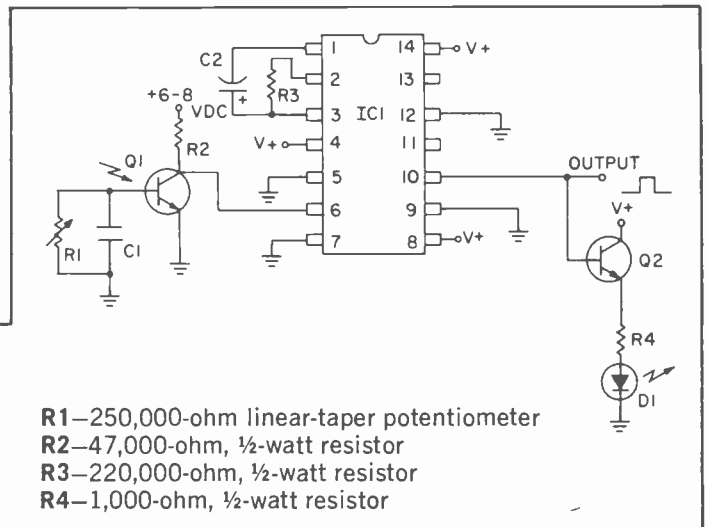 C2
+6-8
VDC
R2
Q1
R1
C1
R3
V+
1
2
3
4
5
6
7
IC1
14
13
12
11
10
9
8
V+
V+
OUTPUT
V+
Q2
R4
D1
R1—250,000-ohm linear-taper potentiometer
R2—47,000-ohm, ½-watt resistor
R3—220,000-ohm, ½-watt resistor
R4—1,000-ohm, ½-watt resistor